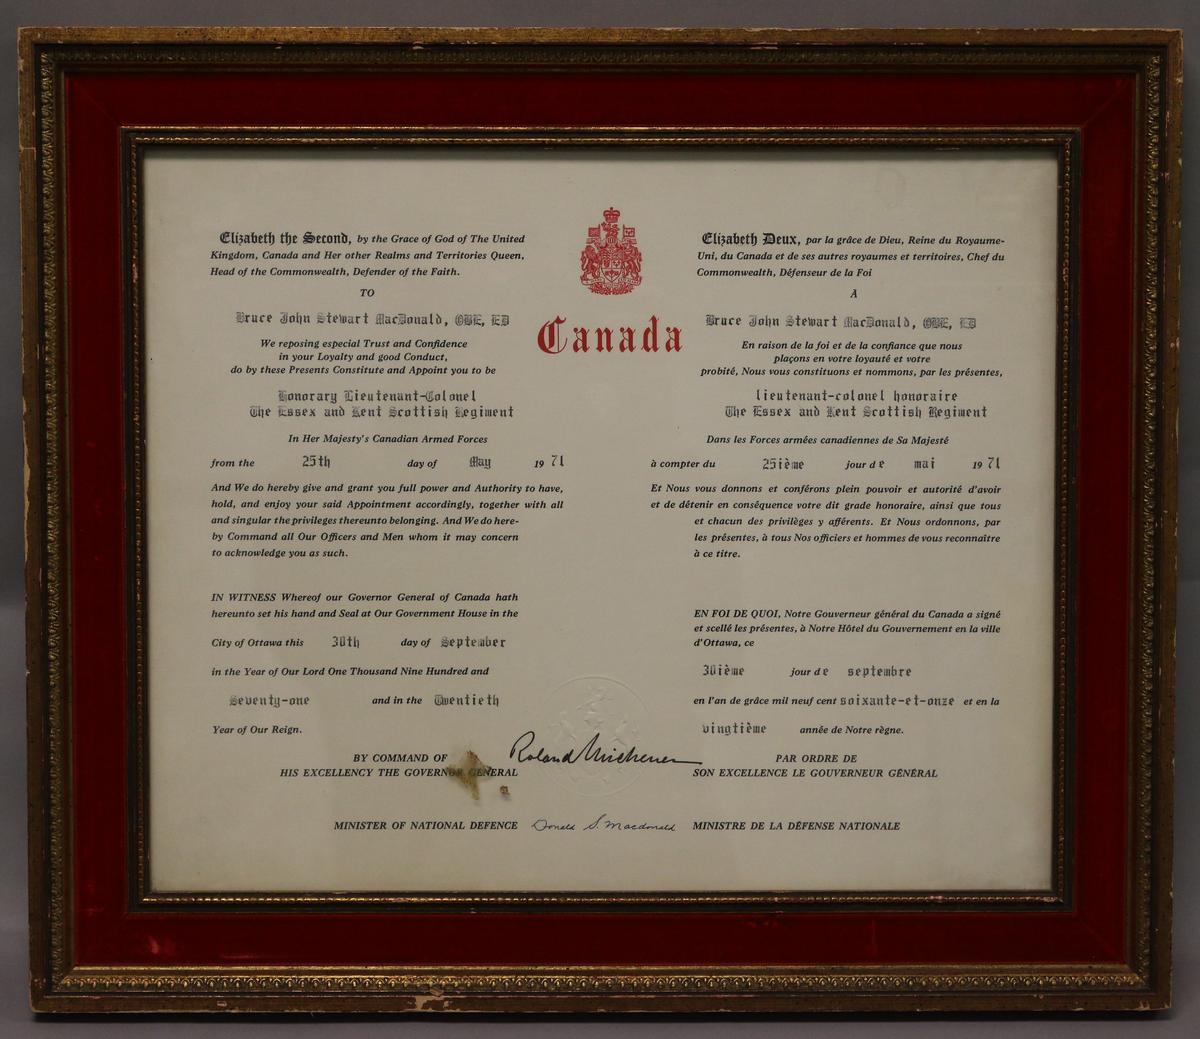 Canada
Elizabeth the Second, by the Grace of God of The United
Kingdom, Canada and Her other Realms and Territories Queen,
Head of the Commonwealth, Defender of the Faith.
TO
Bruce John Stewart MacDonald, OBE, ED
We reposing especial Trust and Confidence
in your Loyalty and good Conduct,
do by these Presents Constitute and Appoint you to be
Honorary Lieutenant-Colonel
The Essex and Kent Scottish Regiment
In Her Majesty's Canadian Armed Forces
from the 25th day of May 1971
And We do hereby give and grant you full power and Authority to have,
hold, and enjoy your said Appointment accordingly, together with all
and singular the privileges thereunto belonging. And We do here-
by Command all Our Officers and Men whom it may concern
to acknowledge you as such.
IN WITNESS Whereof our Governor General of Canada hath
hereunto set his hand and Seal at Our Government House in the
City of Ottawa this 30th day of September
in the Year of Our Lord One Thousand Nine Hundred and
Seventy-one and in the Twentieth
Year of Our Reign.
BY COMMAND OF
HIS EXCELLENCY THE GOVERNOR GENERAL
Elizabeth Deux, par la grâce de Dieu, Reine du Royaume-
Uni, du Canada et de ses autres royaumes et territoires, Chef du
Commonwealth, Défenseur de la Foi
À
Bruce John Stewart MacDonald, OBE, ED
En raison de la foi et de la confiance que nous
plaçons en votre loyauté et votre
probité, Nous vous constituons et nommons, par les présentes,
lieutenant-colonel honoraire
The Essex and Kent Scottish Regiment
Dans les Forces armées canadiennes de Sa Majesté
à compter du 25ième jour de mai 1971
Et Nous vous donnons et conférons plein pouvoir et autorité d'avoir
et de détenir en conséquence votre dit grade honoraire, ainsi que tous
et chacun des privilèges y afférents. Et Nous ordonnons, par
les présentes, à tous Nos officiers et hommes de vous reconnaître
à ce titre.
EN FOI DE QUOI, Notre Gouverneur général du Canada a signé
et scellé les présentes, à Notre Hôtel du Gouvernement en la ville
d'Ottawa, ce
30ième jour de septembre
en l'an de grâce mil neuf cent soixante-et-onze et en la
vingtième année de Notre règne.
PAR ORDRE DE
SON EXCELLENCE LE GOUVERNEUR GÉNÉRAL
Roland Michener
MINISTER OF NATIONAL DEFENCE Donald S. Macdonald MINISTRE DE LA DÉFENSE NATIONALE